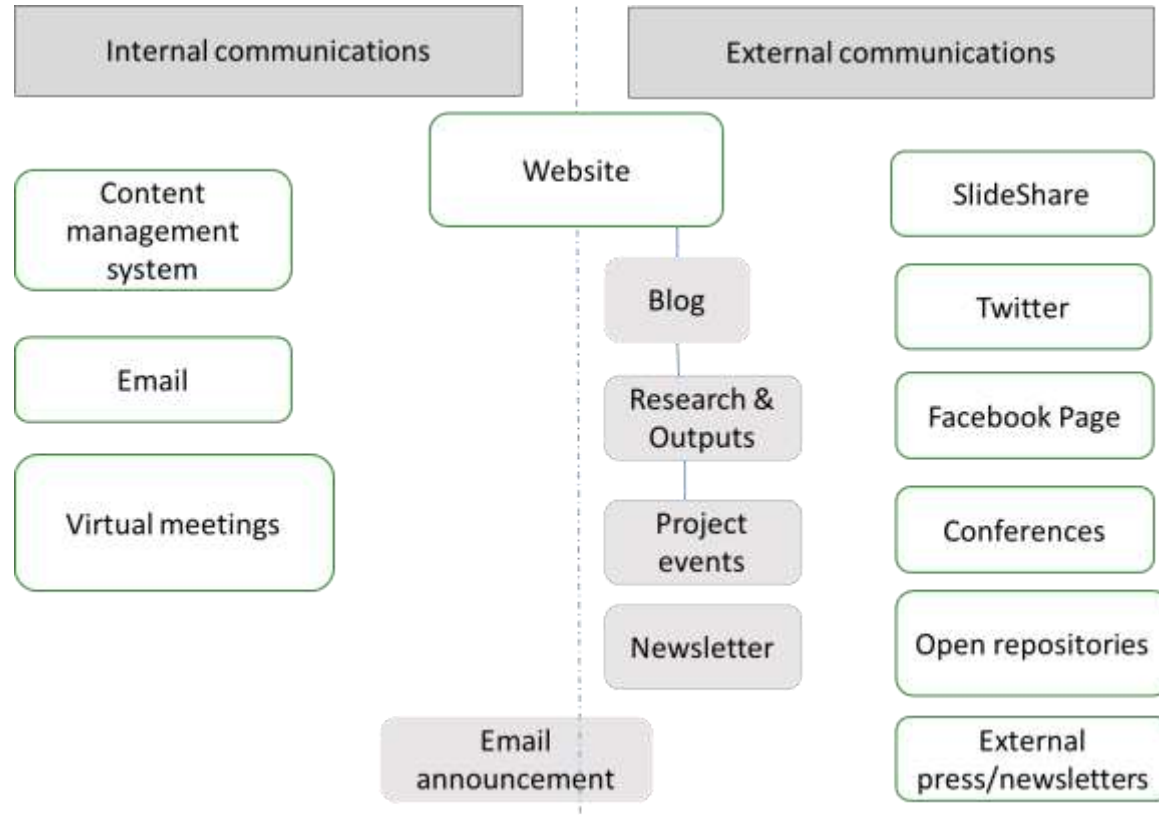 Internal communications
External communications
Website
Content
management
system
Email
Virtual meetings
Blog
Research &
Outputs
Project
events
Newsletter
Email
announcement
SlideShare
Twitter
Facebook Page
Conferences
Open repositories
External
press/newsletters